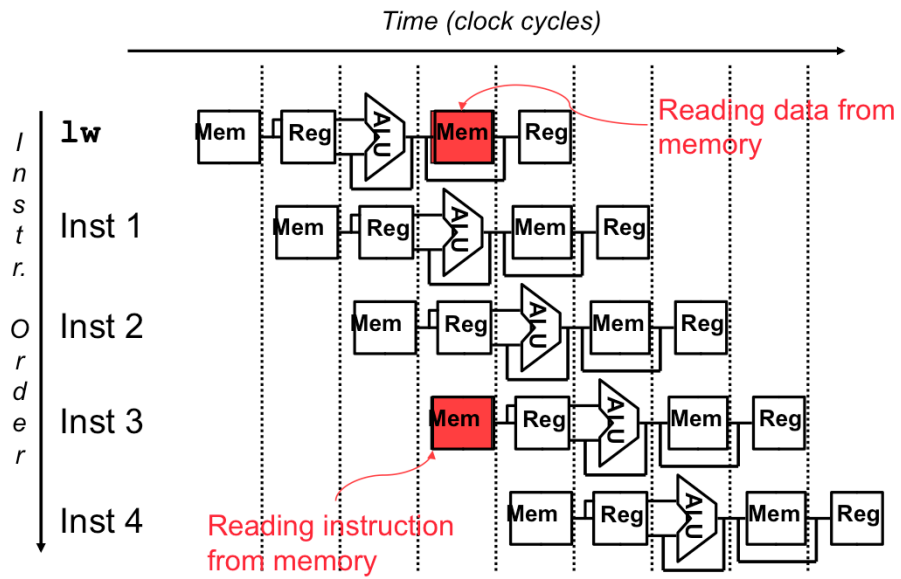 Time (clock cycles)
Instr. Order
lw
Mem Reg ALU Mem Reg
Reading data from
memory
Inst 1
Mem Reg ALU Mem Reg
Inst 2
Mem Reg ALU Mem Reg
Inst 3
Mem Reg ALU Mem Reg
Inst 4
Mem Reg ALU Mem Reg
Reading instruction
from memory